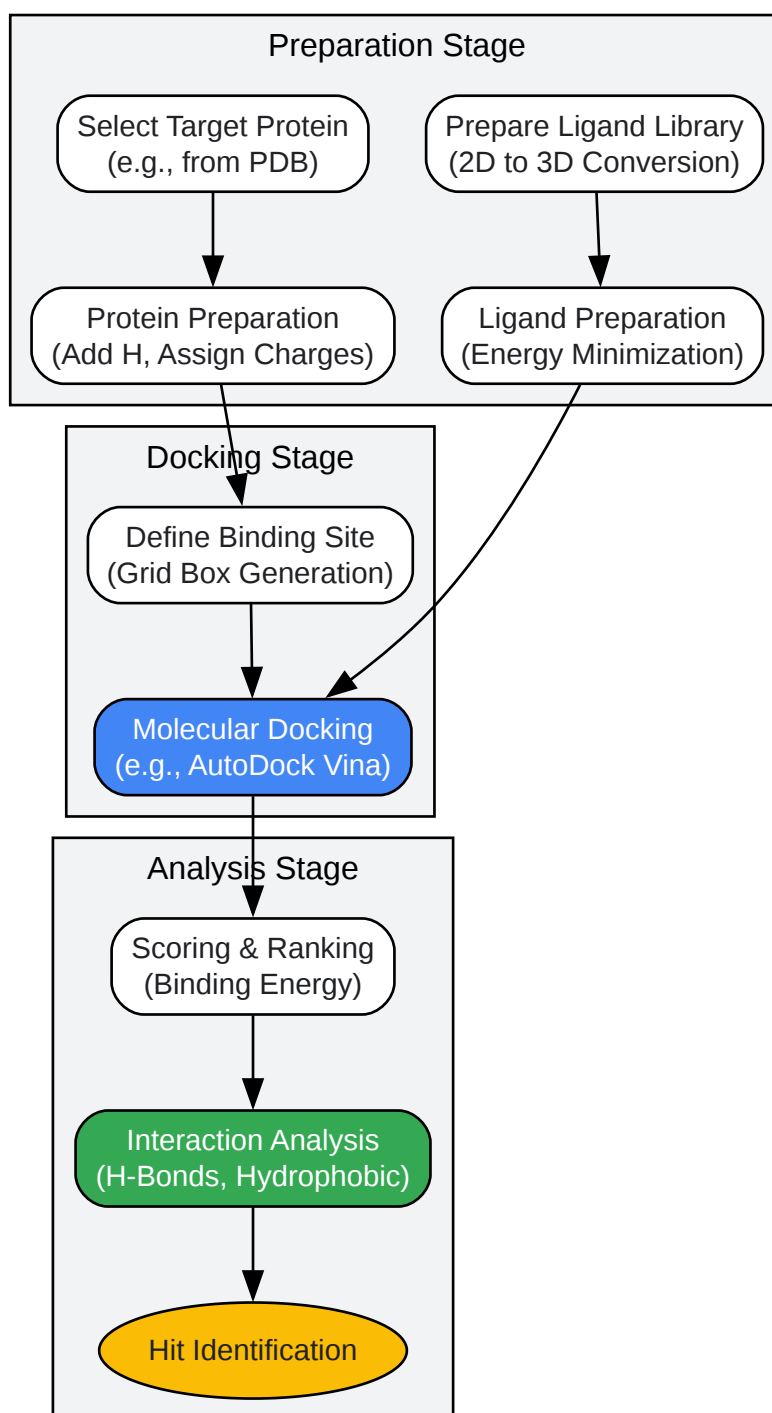 Preparation Stage
Select Target Protein
(e.g., from PDB)
Prepare Ligand Library
(2D to 3D Conversion)
Protein Preparation
(Add H, Assign Charges)
Ligand Preparation
(Energy Minimization)
Docking Stage
Define Binding Site
(Grid Box Generation)
Molecular Docking
(e.g., AutoDock Vina)
Analysis Stage
Scoring & Ranking
(Binding Energy)
Interaction Analysis
(H-Bonds, Hydrophobic)
Hit Identification